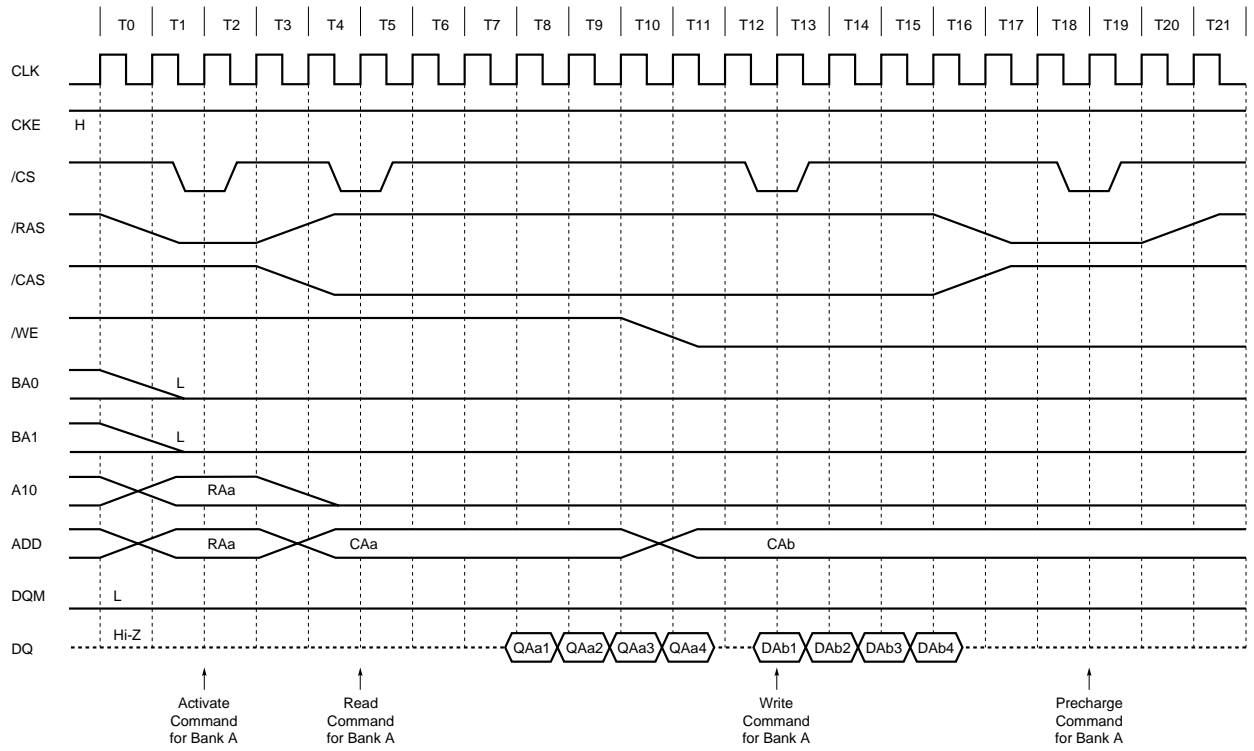 T0 T1 T2 T3 T4 T5 T6 T7 T8 T9 T10 T11 T12 T13 T14 T15 T16 T17 T18 T19 T20 T21
CLK
CKE H
/CS
/RAS
/CAS
/WE
BA0 L
BA1 L
A10 RAa
ADD RAa CAa CAb
DQM L
DQ Hi-Z QAa1 QAa2 QAa3 QAa4 DAb1 DAb2 DAb3 DAb4
Activate
Command
for Bank A
Read
Command
for Bank A
Write
Command
for Bank A
Precharge
Command
for Bank A